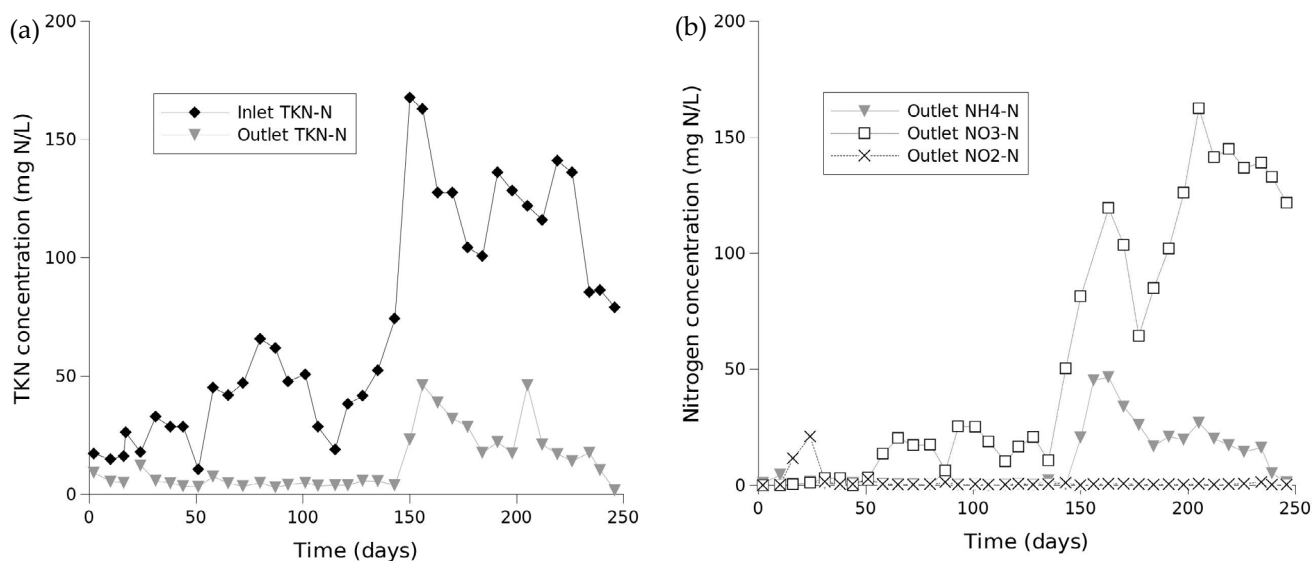 (a)
200
150
100
50
0
TKN concentration (mg N/L)
Inlet TKN-N
Outlet TKN-N
0 50 100 150 200 250
Time (days)
(b)
200
150
100
50
0
Nitrogen concentration (mg N/L)
Outlet NH4-N
Outlet NO3-N
Outlet NO2-N
0 50 100 150 200 250
Time (days)